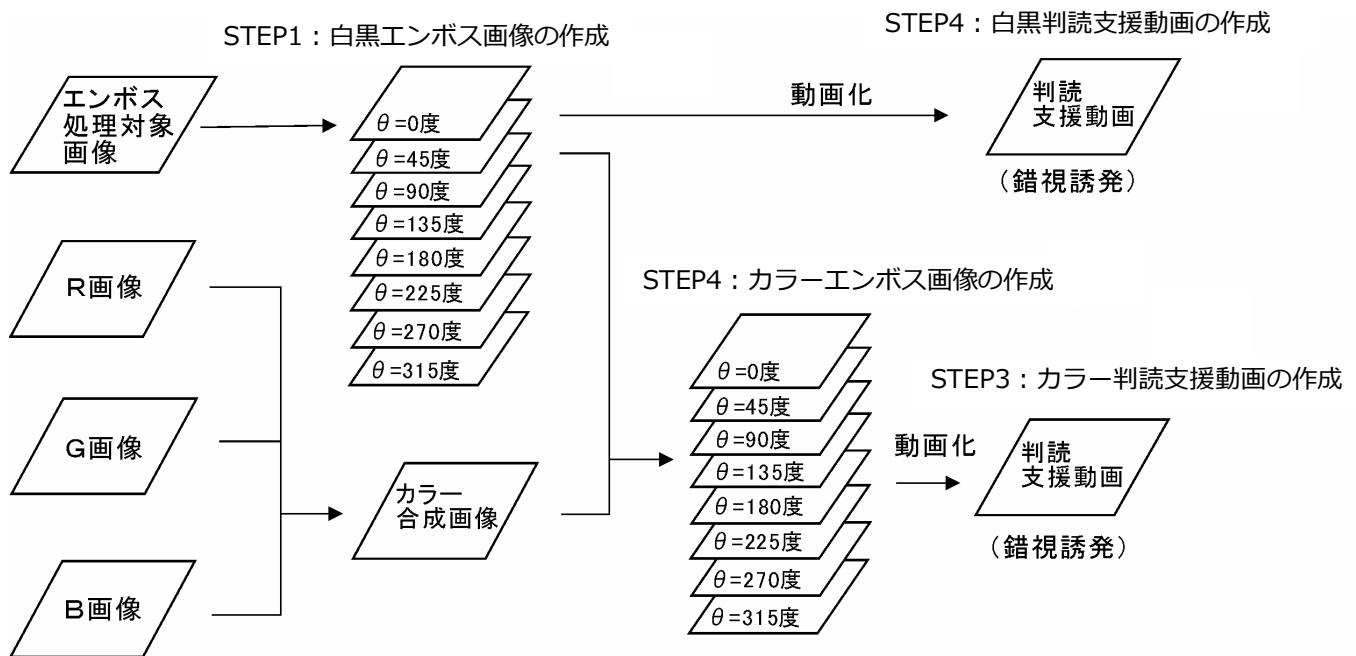 STEP1：白黒エンボス画像の作成
STEP4：白黒判読支援動画の作成
エンボス
処理対象
画像
θ=0度
θ=45度
θ=90度
θ=135度
θ=180度
θ=225度
θ=270度
θ=315度
動画化
判読
支援動画
（錯視誘発）
R画像
G画像
B画像
カラー
合成画像
STEP4：カラーエンボス画像の作成
θ=0度
θ=45度
θ=90度
θ=135度
θ=180度
θ=225度
θ=270度
θ=315度
STEP3：カラー判読支援動画の作成
動画化
判読
支援動画
（錯視誘発）